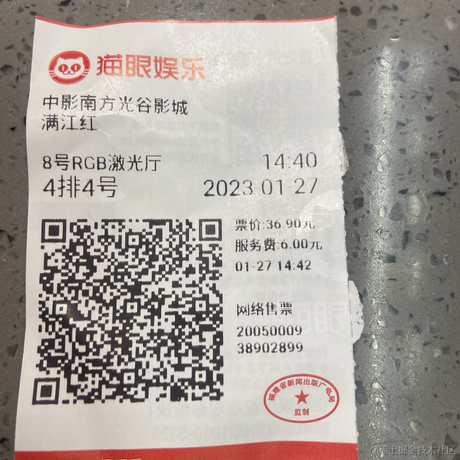 猫眼娱乐
中影南方光谷影城
满江红
8号RGB激光厅 14:40
4排4号 2023 01 27
票价:36.90元
服务费:6.00元
01-27 14:42
网络售票
20050009
38902899
监制